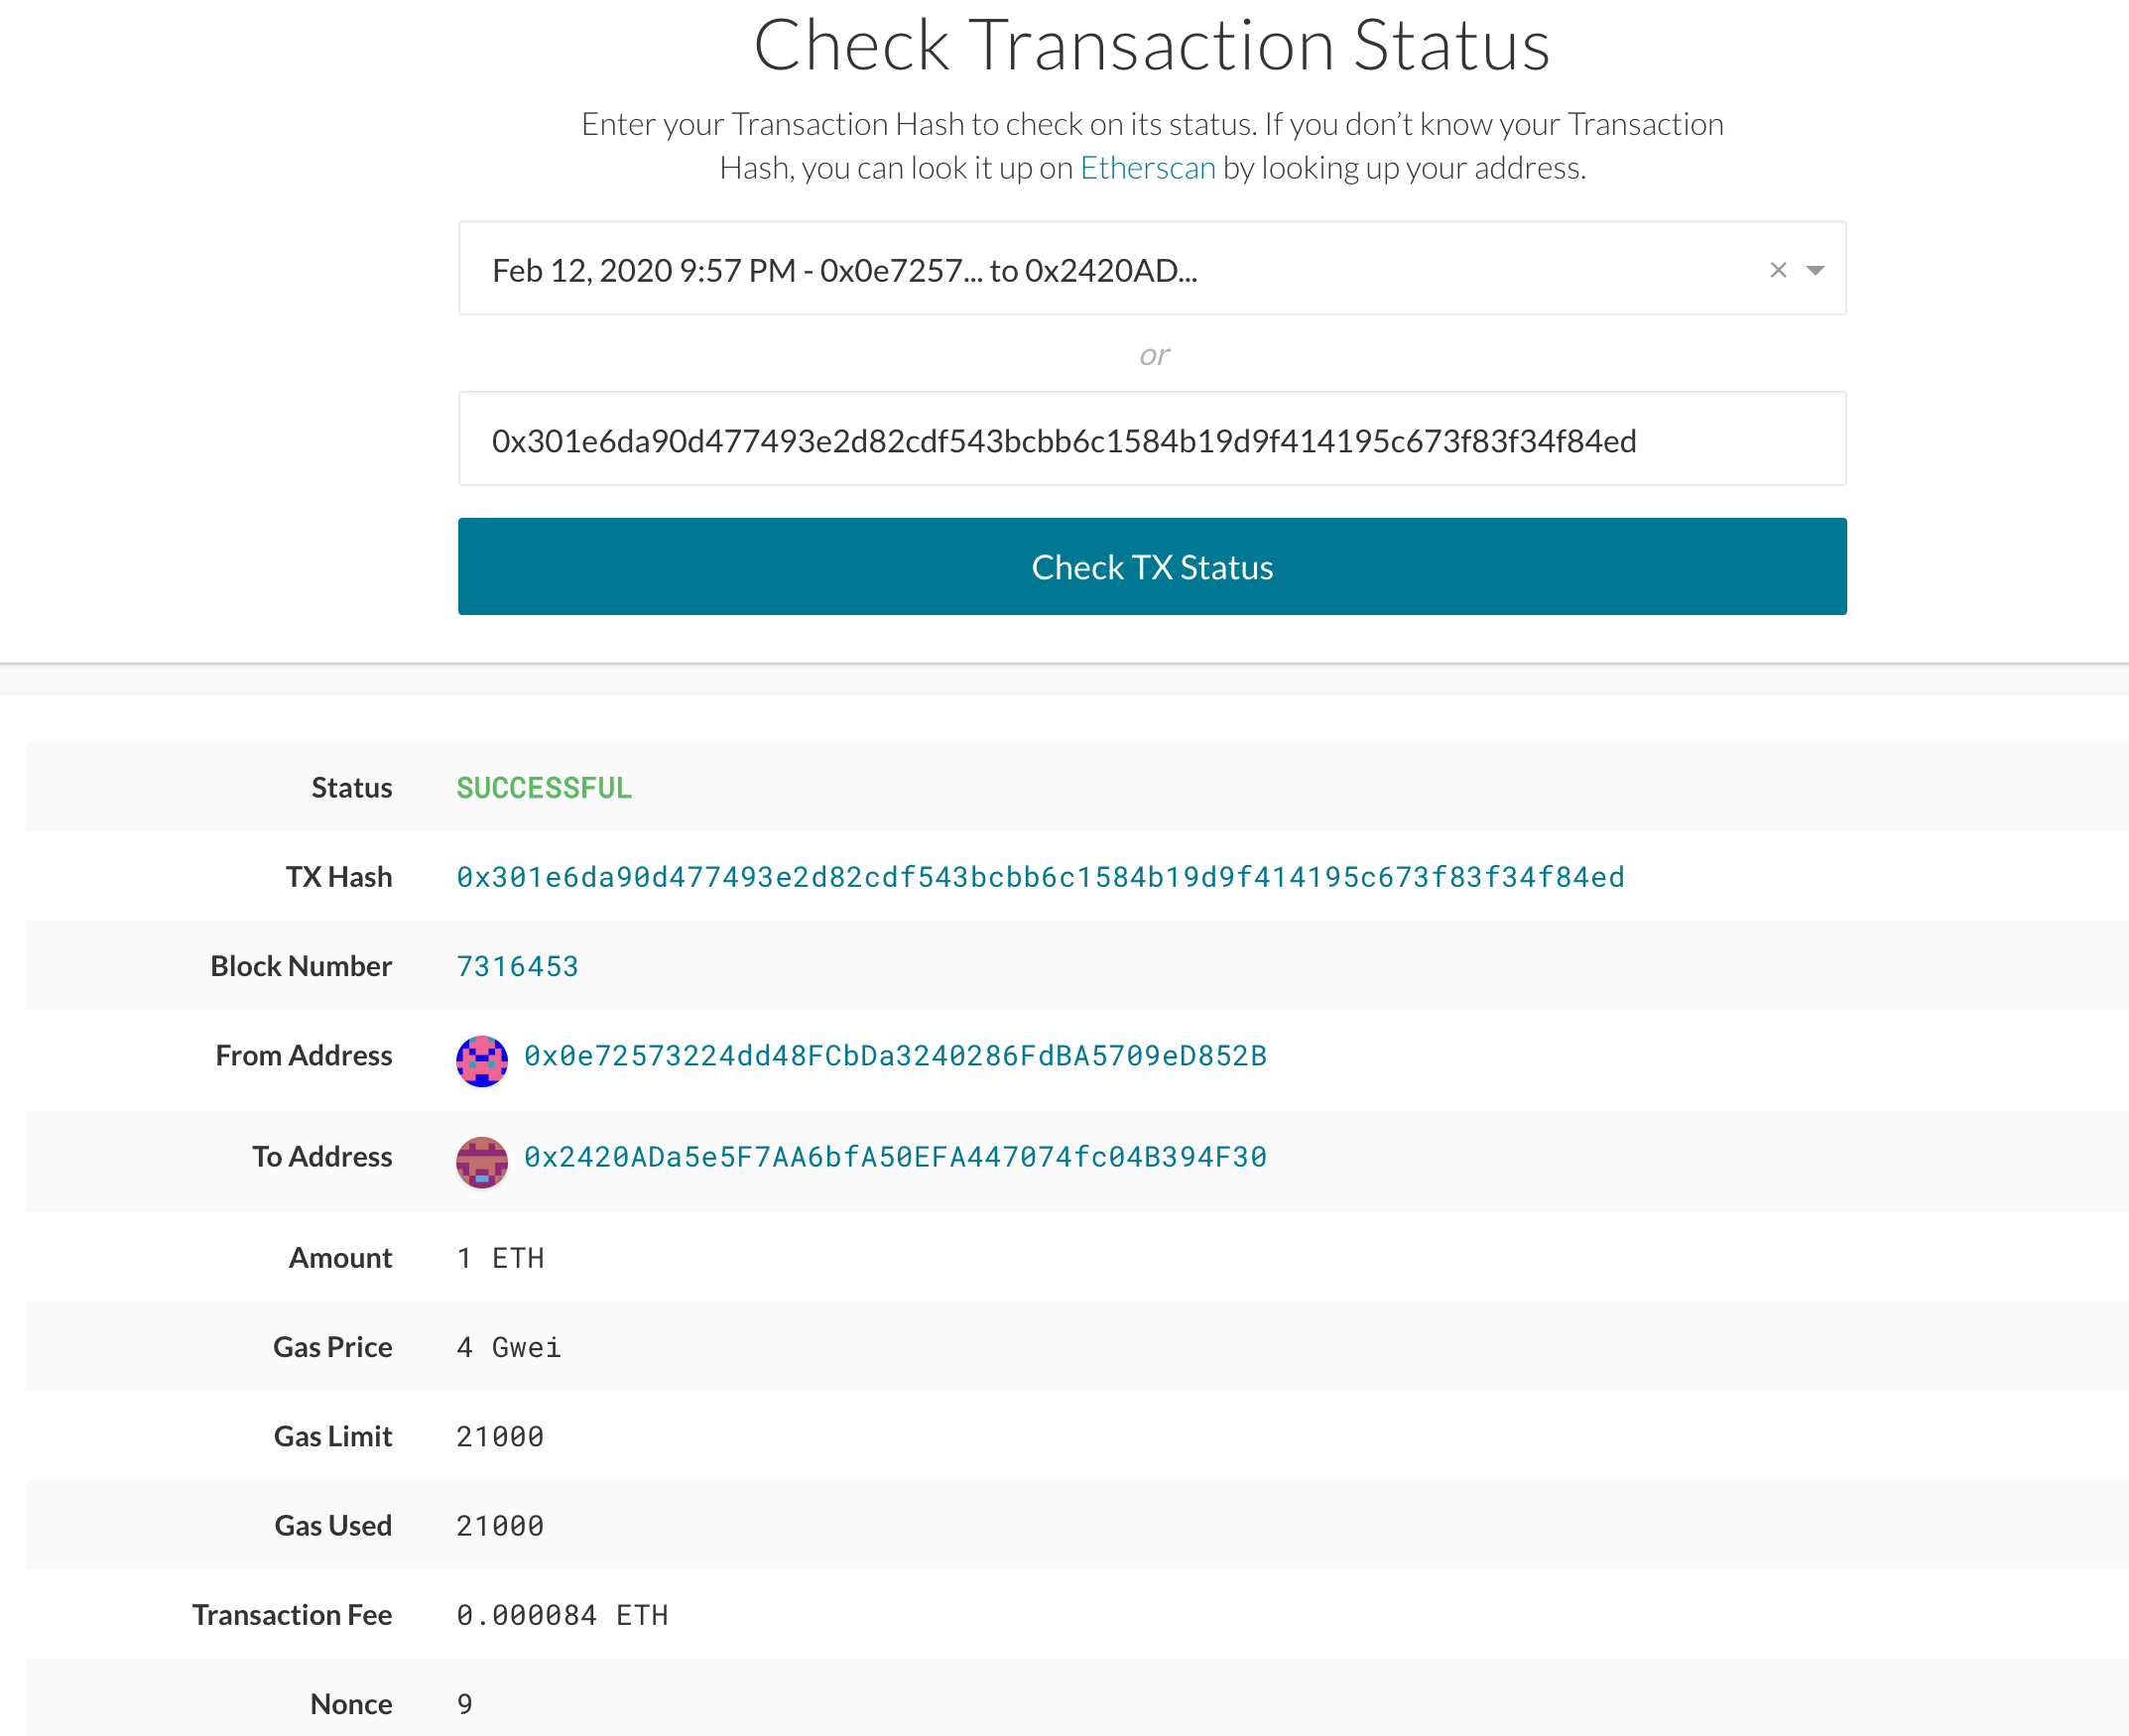 Check Transaction Status
Enter your Transaction Hash to check on its status. If you don’t know your Transaction
Hash, you can look it up on Etherscan by looking up your address.
Feb 12, 2020 9:57 PM - 0x0e7257... to 0x2420AD...
or
0x301e6da90d477493e2d82cdf543bcbb6c1584b19d9f414195c673f83f34f84ed
Check TX Status
Status SUCCESSFUL
TX Hash 0x301e6da90d477493e2d82cdf543bcbb6c1584b19d9f414195c673f83f34f84ed
Block Number 7316453
From Address 0x0e72573224dd48FCbDa3240286FdBA5709eD852B
To Address 0x2420ADa5e5F7AA6bfA50EFA447074fc04B394F30
Amount 1 ETH
Gas Price 4 Gwei
Gas Limit 21000
Gas Used 21000
Transaction Fee 0.000084 ETH
Nonce 9